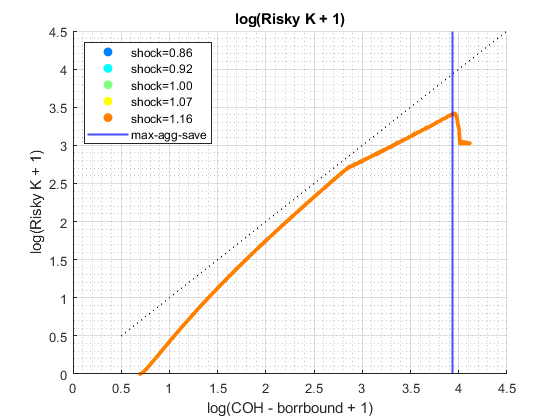 log(Risky K + 1)
4.5
4
3.5
3
2.5
2
1.5
1
0.5
0
shock=0.86
shock=0.92
shock=1.00
shock=1.07
shock=1.16
max-agg-save
log(Risky K + 1)
0 0.5 1 1.5 2 2.5 3 3.5 4 4.5
log(COH - borrbound + 1)